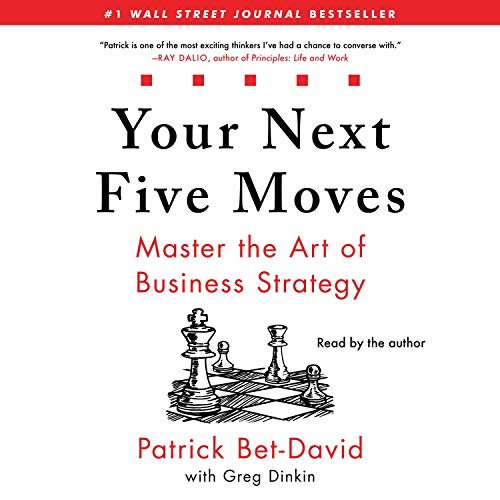 #1 WALL STREET JOURNAL BESTSELLER
“Patrick is one of the most exciting thinkers I’ve had a chance to converse with.”
—RAY DALIO, author of Principles: Life and Work
Your Next
Five Moves
Master the Art of
Business Strategy
Read by the author
Patrick Bet-David
with Greg Dinkin